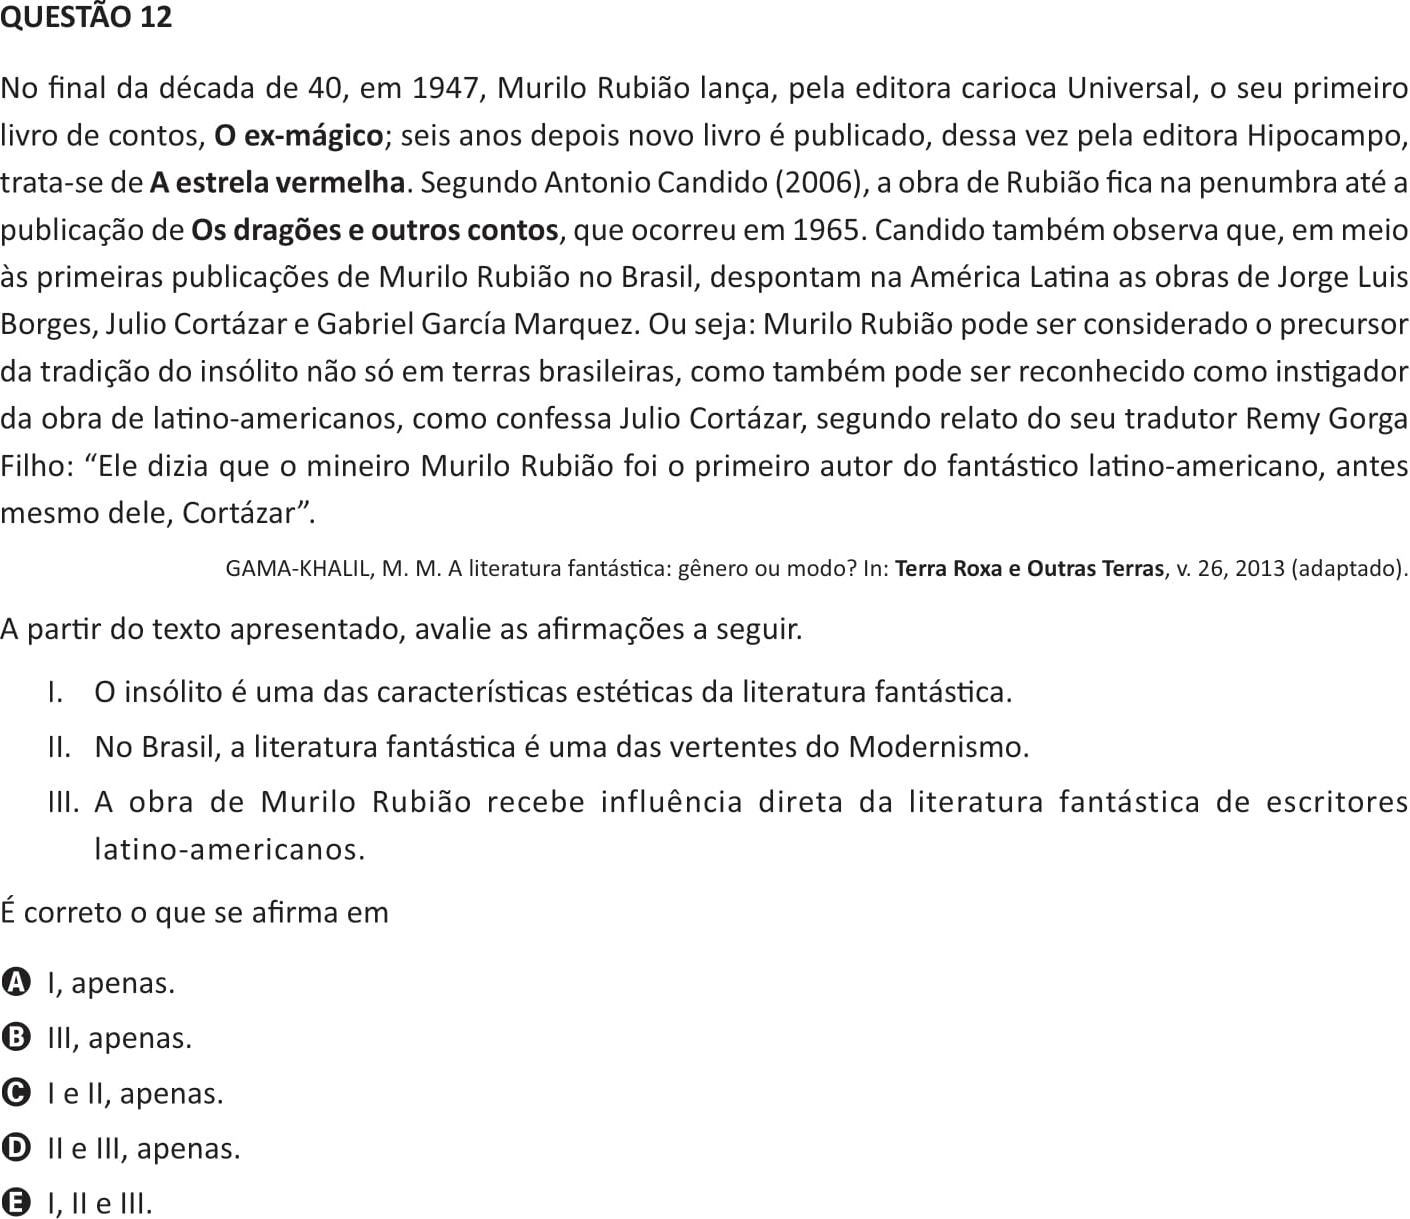 QUESTÃO 12
No final da década de 40, em 1947, Murilo Rubião lança, pela editora carioca Universal, o seu primeiro
livro de contos, O ex-mágico; seis anos depois novo livro é publicado, dessa vez pela editora Hipocampo,
trata-se de A estrela vermelha. Segundo Antonio Candido (2006), a obra de Rubião fica na penumbra até a
publicação de Os dragões e outros contos, que ocorreu em 1965. Candido também observa que, em meio
às primeiras publicações de Murilo Rubião no Brasil, despontam na América Latina as obras de Jorge Luis
Borges, Julio Cortázar e Gabriel García Marquez. Ou seja: Murilo Rubião pode ser considerado o precursor
da tradição do insólito não só em terras brasileiras, como também pode ser reconhecido como instigador
da obra de latino-americanos, como confessa Julio Cortázar, segundo relato do seu tradutor Remy Gorga
Filho: “Ele dizia que o mineiro Murilo Rubião foi o primeiro autor do fantástico latino-americano, antes
mesmo dele, Cortázar”.
GAMA-KHALIL, M. M. A literatura fantástica: gênero ou modo? In: Terra Roxa e Outras Terras, v. 26, 2013 (adaptado).
A partir do texto apresentado, avalie as afirmações a seguir.
I. O insólito é uma das características estéticas da literatura fantástica.
II. No Brasil, a literatura fantástica é uma das vertentes do Modernismo.
III. A obra de Murilo Rubião recebe influência direta da literatura fantástica de escritores
latino-americanos.
É correto o que se afirma em
A I, apenas.
B III, apenas.
C I e II, apenas.
D II e III, apenas.
E I, II e III.